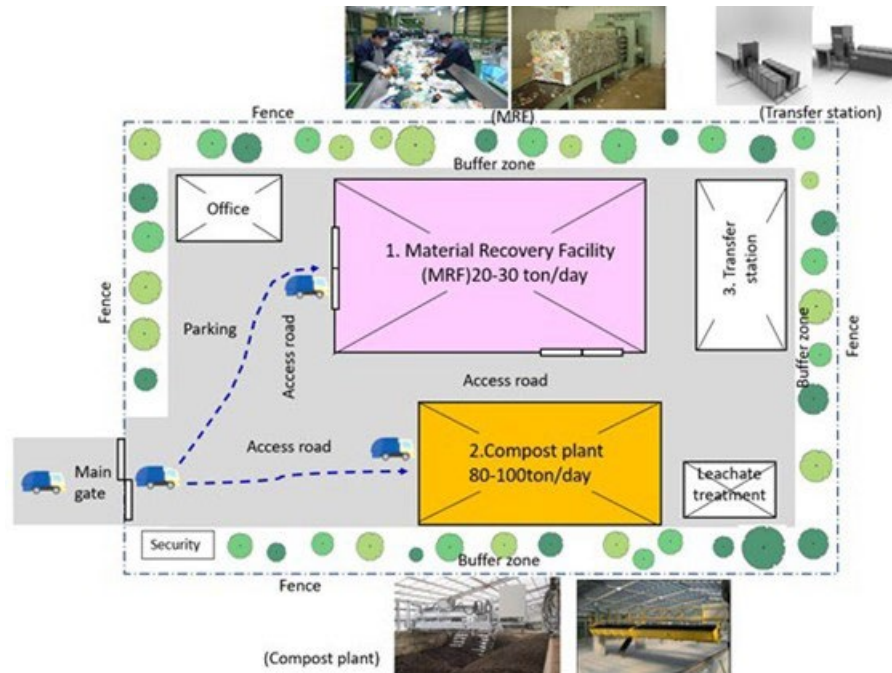 Fence
(MRF)
(Transfer station)
Buffer zone
Office
1. Material Recovery Facility
(MRF)20-30 ton/day
3. Transfer
station
Fence
Parking
Access road
Buffer zone
Fence
Access road
Access road
2.Compost plant
80-100ton/day
Main
gate
Leachate
treatment
Security
Buffer zone
Fence
(Compost plant)